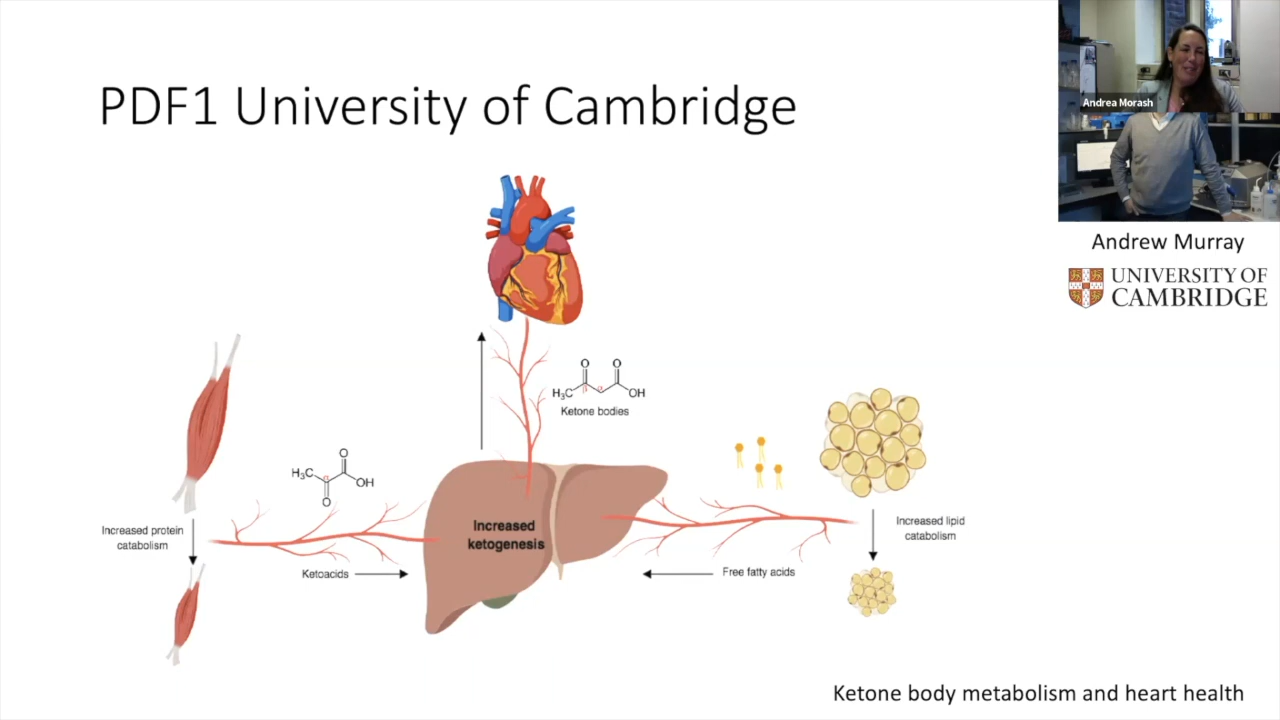 PDF1 University of Cambridge
Andrea Morash
Andrew Murray
UNIVERSITY OF
CAMBRIDGE
O
O
H₃C
β
α
OH
Ketone bodies
O
H₃C
α
OH
O
Increased protein
catabolism
Increased
ketogenesis
Increased lipid
catabolism
Ketoacids
Free fatty acids
Ketone body metabolism and heart health